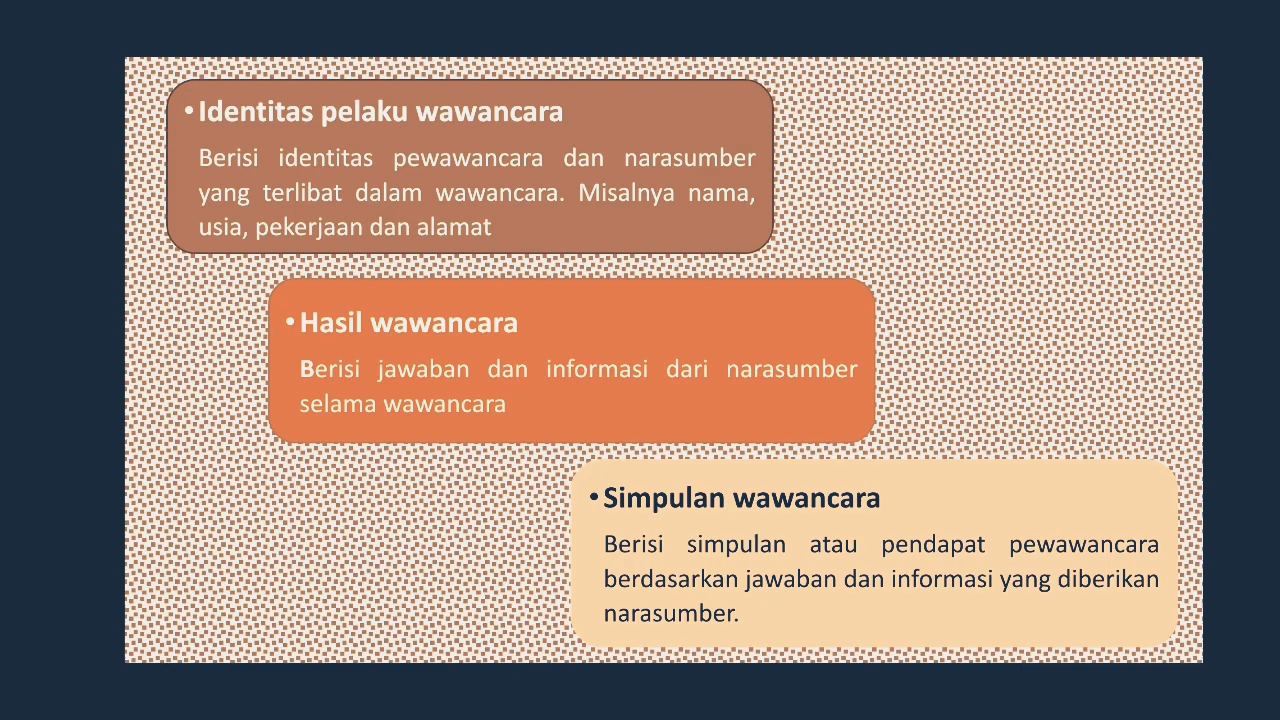 • Identitas pelaku wawancara
Berisi identitas pewawancara dan narasumber
yang terlibat dalam wawancara. Misalnya nama,
usia, pekerjaan dan alamat
• Hasil wawancara
Berisi jawaban dan informasi dari narasumber
selama wawancara
• Simpulan wawancara
Berisi simpulan atau pendapat pewawancara
berdasarkan jawaban dan informasi yang diberikan
narasumber.